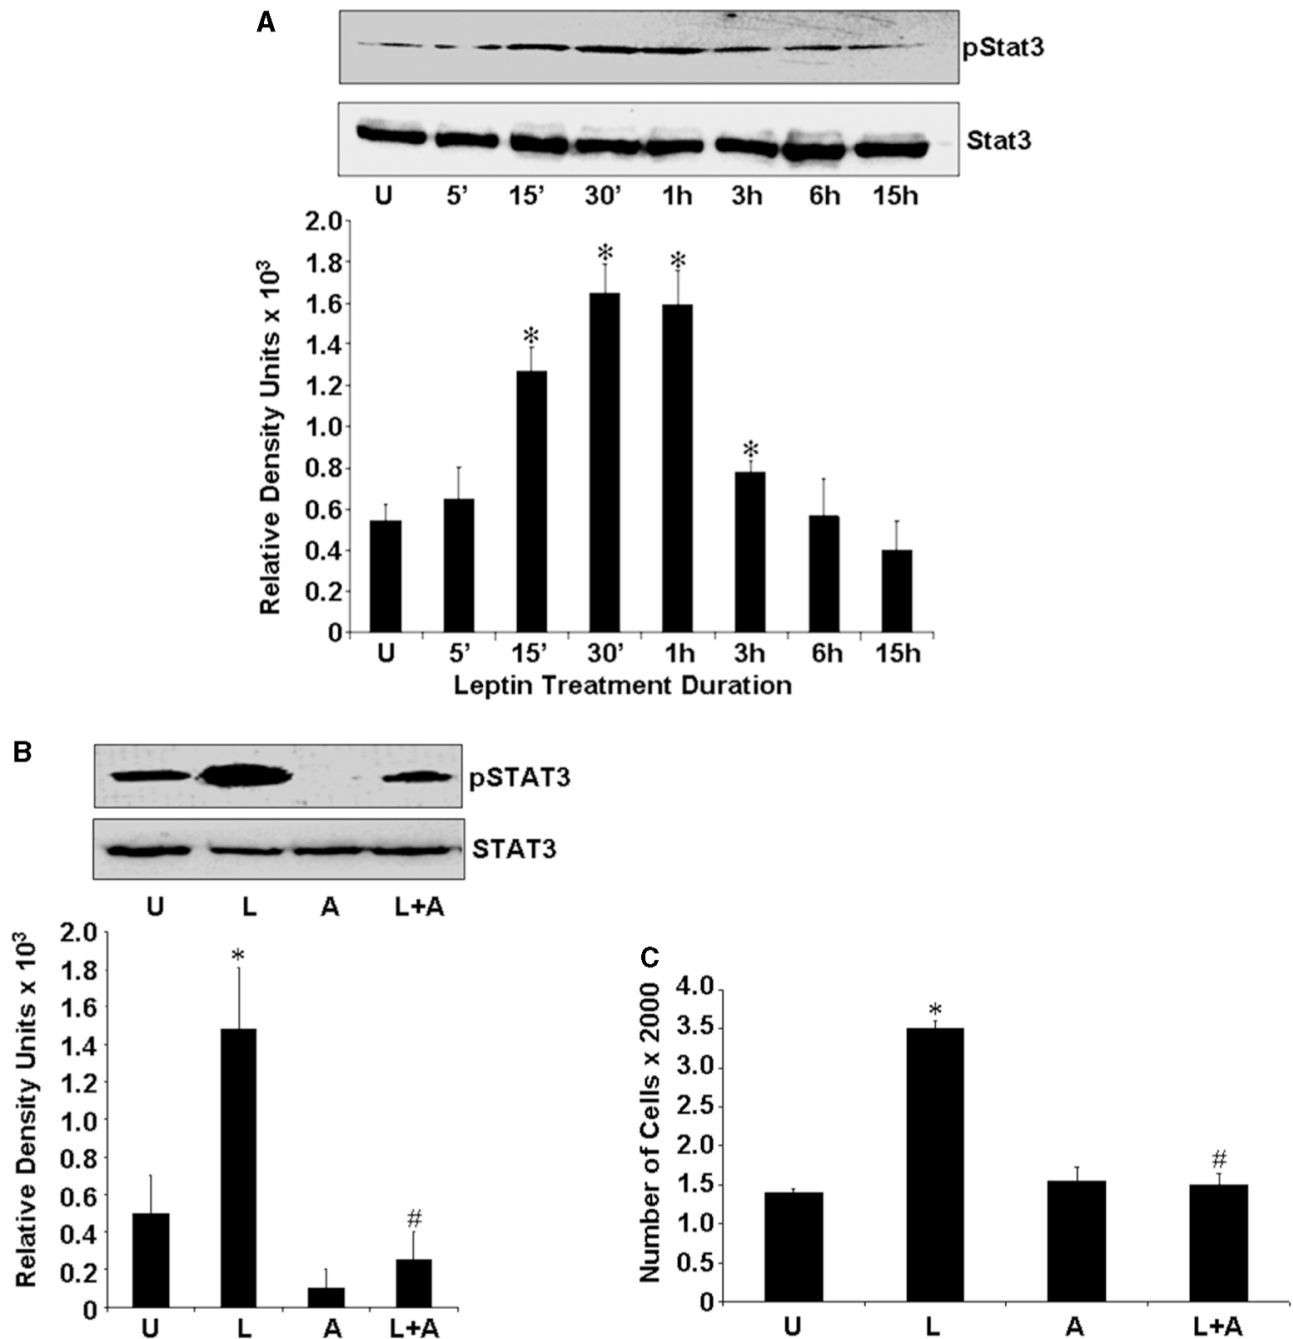 A
pStat3
Stat3
U 5’ 15’ 30’ 1h 3h 6h 15h
Relative Density Units x 10³
2.0
1.8
1.6
1.4
1.2
1.0
0.8
0.6
0.4
0.2
0
* * * *
U 5’ 15’ 30’ 1h 3h 6h 15h
Leptin Treatment Duration
B
pSTAT3
STAT3
U L A L+A
Relative Density Units x 10³
2.0
1.8
1.6
1.4
1.2
1.0
0.8
0.6
0.4
0.2
0
* #
U L A L+A
C
Number of Cells x 2000
4.0
3.5
3.0
2.5
2.0
1.5
1.0
0.5
0
* #
U L A L+A